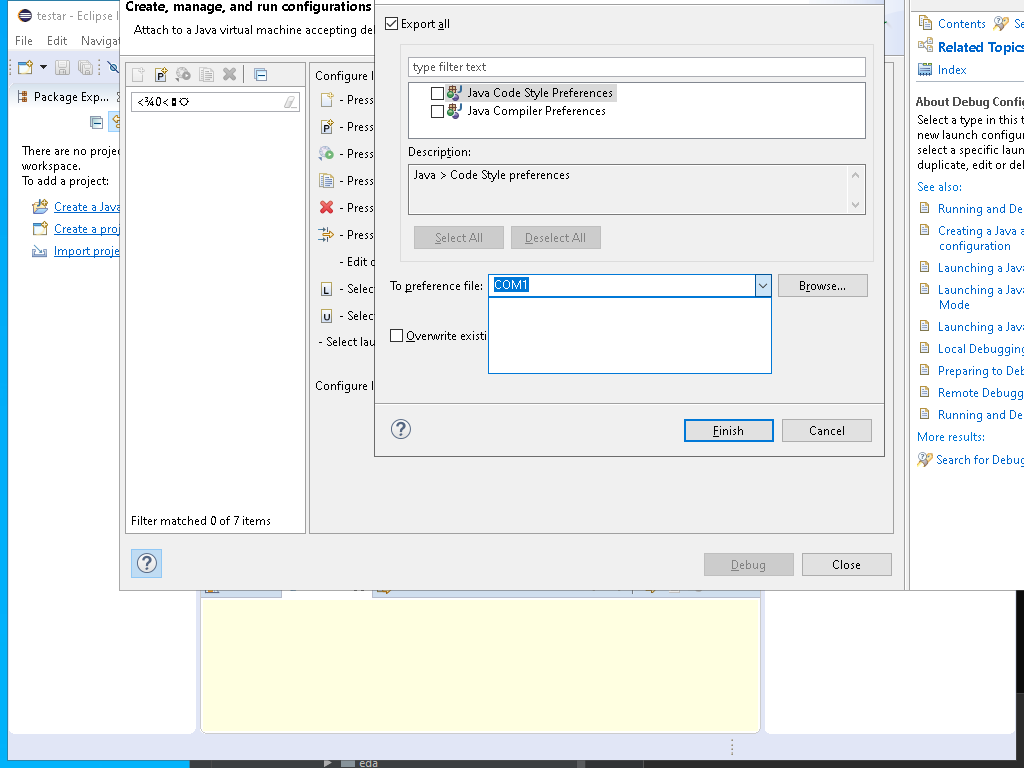 testar - Eclipse I
File Edit Navigat
Package Exp...
There are no proje
workspace.
To add a project:
Create a Java
Create a proj
Import proje
Create, manage, and run configurations
Attach to a Java virtual machine accepting de
Filter matched 0 of 7 items
Configure l
- Press
- Press
- Press
- Press
- Press
- Press
- Edit o
- Selec
- Selec
- Select lau
Configure l
Export all
type filter text
Java Code Style Preferences
Java Compiler Preferences
Description:
Java > Code Style preferences
Select All
Deselect All
To preference file:
COM1
Browse...
Overwrite existi
Finish
Cancel
Debug
Close
Contents
Se
Related Topics
Index
About Debug Config
Select a type in this t
new launch configur
select a specific laun
duplicate, edit or del
See also:
Running and De
Creating a Java a
configuration
Launching a Java
Launching a Java
Mode
Launching a Java
Local Debugging
Preparing to Deb
Remote Debugg
Running and De
More results:
Search for Debug
eda